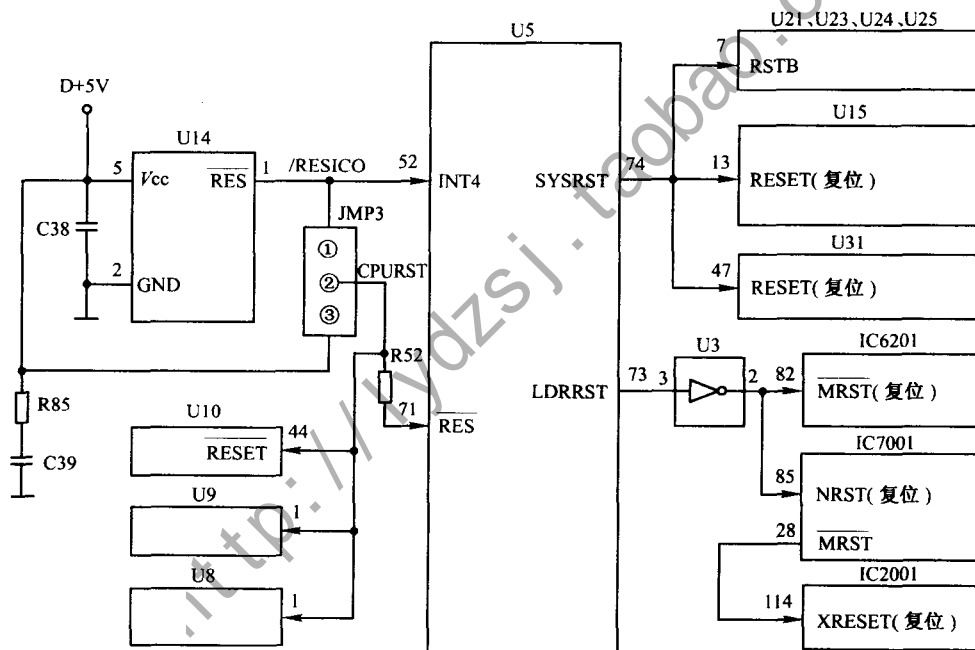 U5
U21、U23、U24、U25
7
RSTB
D+5V
U14
U15
5
Vcc
RES
1
/RESICO
52
INT4
SYSRST
74
13
RESET(复位)
C38
JMP3
①
U31
2
GND
CPURST
②
47
RESET(复位)
③
R52
U3
IC6201
R85
LDRRST
73
3
2
82
MRST(复位)
U10
44
71
RES
RESET
IC7001
C39
U9
85
NRST(复位)
1
28
MRST
U8
IC2001
1
114
XRESET(复位)
http://lydzsj.taobao.c